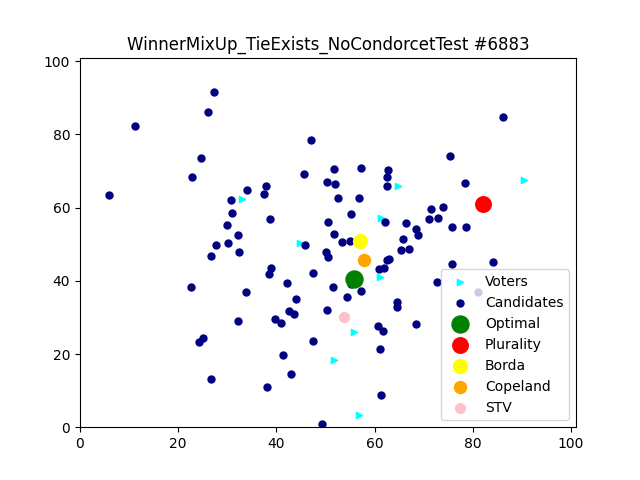 WinnerMixUp_TieExists_NoCondorcetTest #6883
100
80
60
40
20
0
0 20 40 60 80 100
Voters
Candidates
Optimal
Plurality
Borda
Copeland
STV